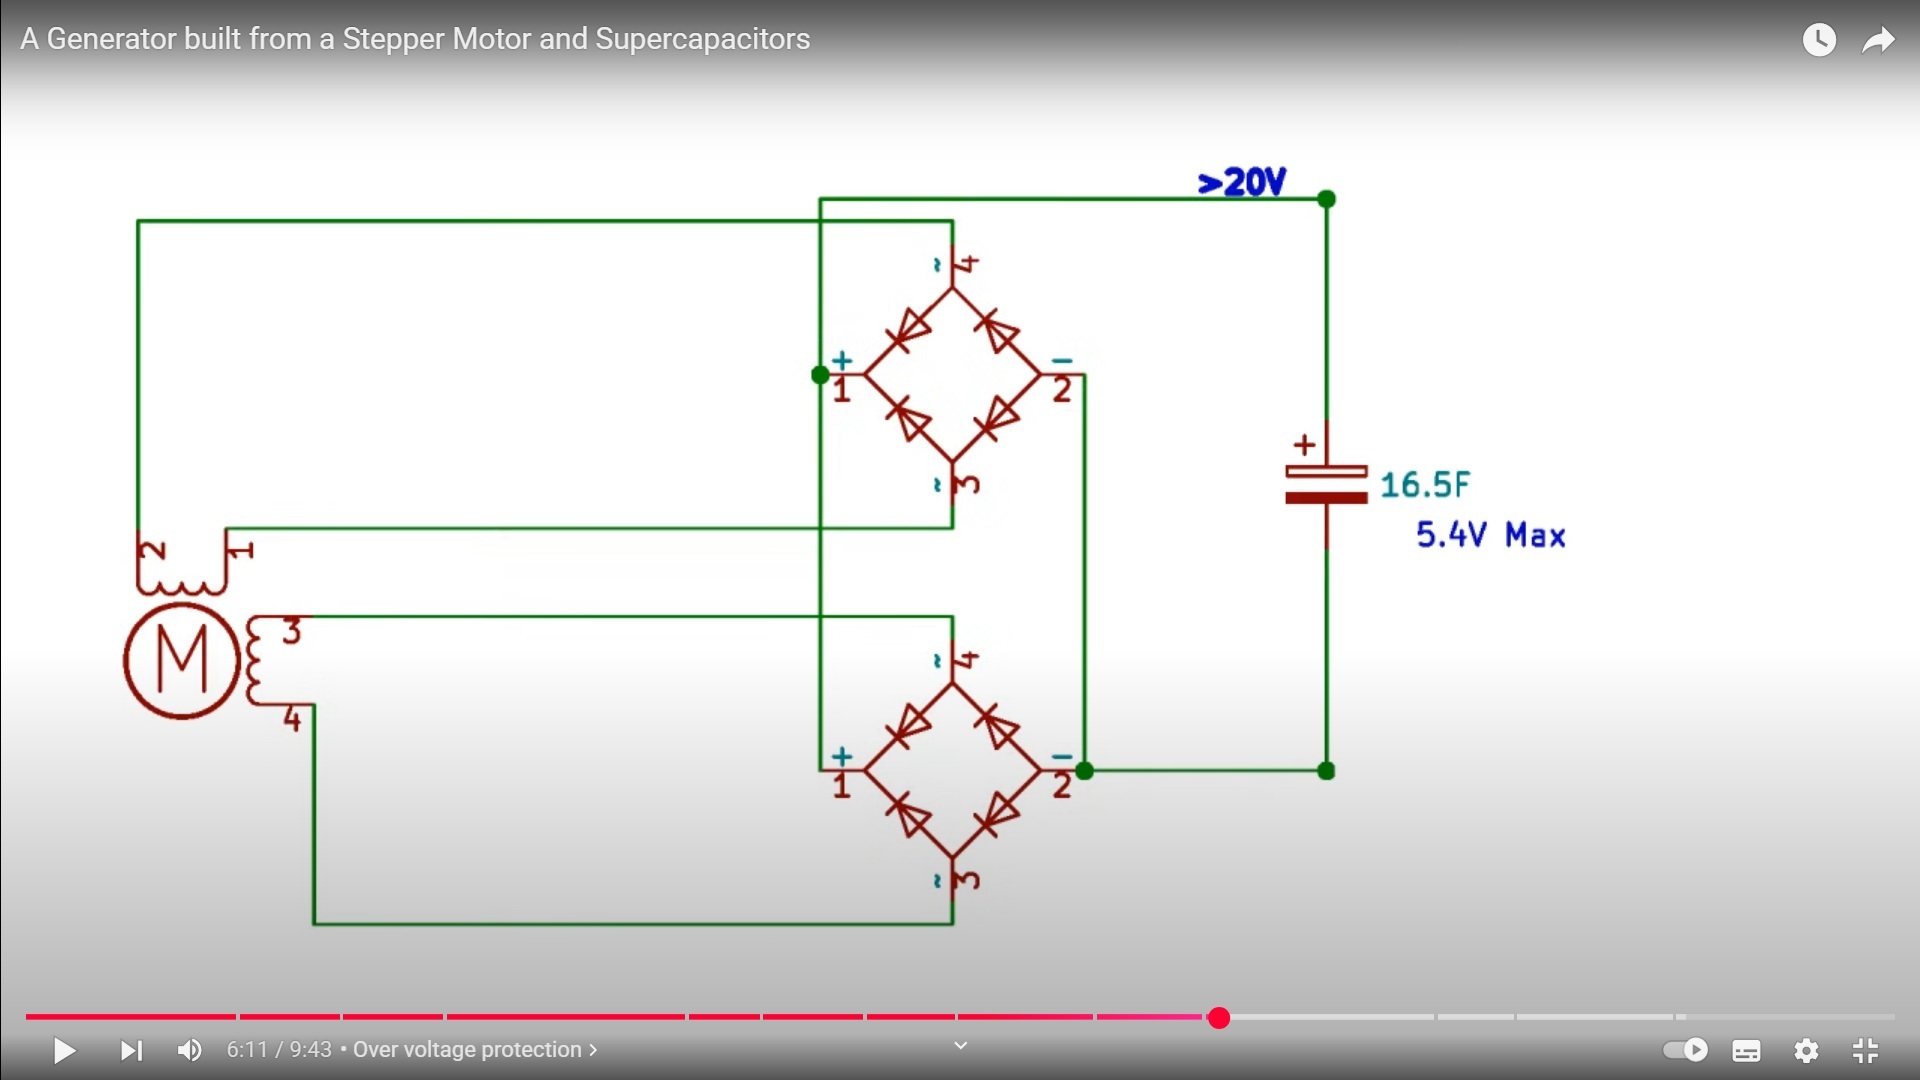 A Generator built from a Stepper Motor and Supercapacitors
>20V
~ 4
+ −
1 2
~ 3
+
16.5F
5.4V Max
2 1
3
M
4
~ 4
+ −
1 2
~ 3
6:11 / 9:43 • Over voltage protection >